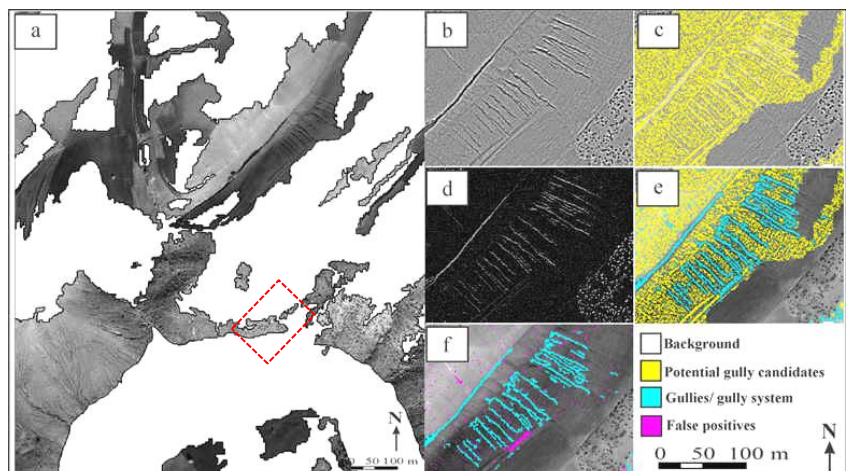 a
N
0 50 100 m
b
c
d
e
f
Background
Potential gully candidates
Gullies/ gully system
False positives
N
0 50 100 m